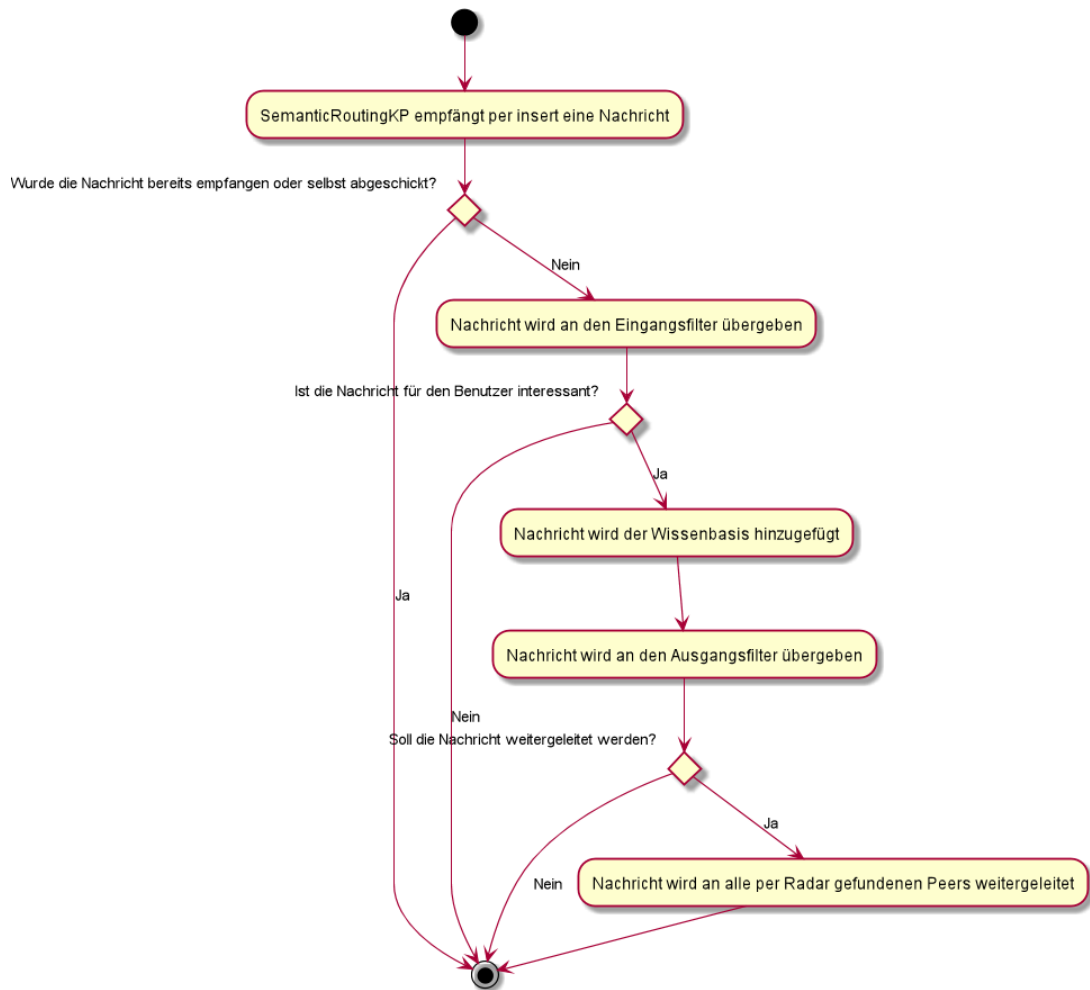 SemanticRoutingKP empfängt per insert eine Nachricht
Wurde die Nachricht bereits empfangen oder selbst abgeschickt?
Nein
Nachricht wird an den Eingangsfilter übergeben
Ist die Nachricht für den Benutzer interessant?
Ja
Nachricht wird der Wissenbasis hinzugefügt
Ja
Nachricht wird an den Ausgangsfilter übergeben
Nein
Soll die Nachricht weitergeleitet werden?
Ja
Nein
Nachricht wird an alle per Radar gefundenen Peers weitergeleitet